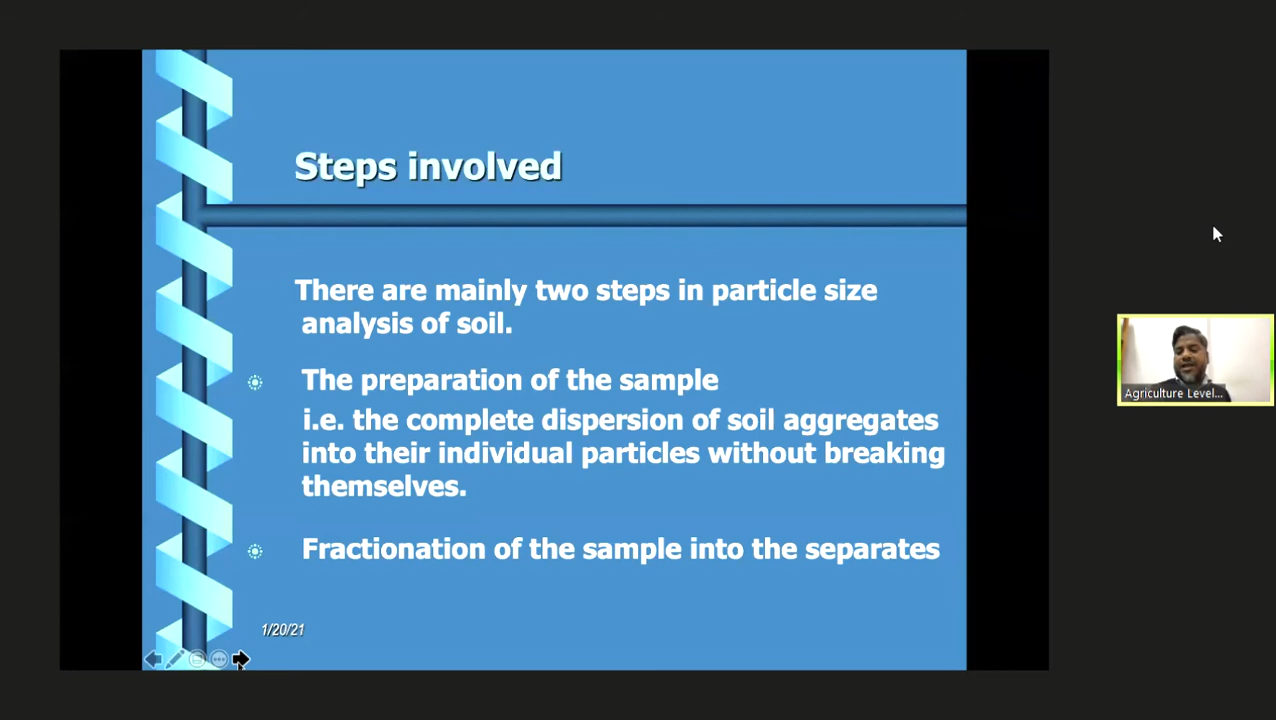 Steps involved
There are mainly two steps in particle size
analysis of soil.
The preparation of the sample
i.e. the complete dispersion of soil aggregates
into their individual particles without breaking
themselves.
Fractionation of the sample into the separates
1/20/21
Agriculture Level...